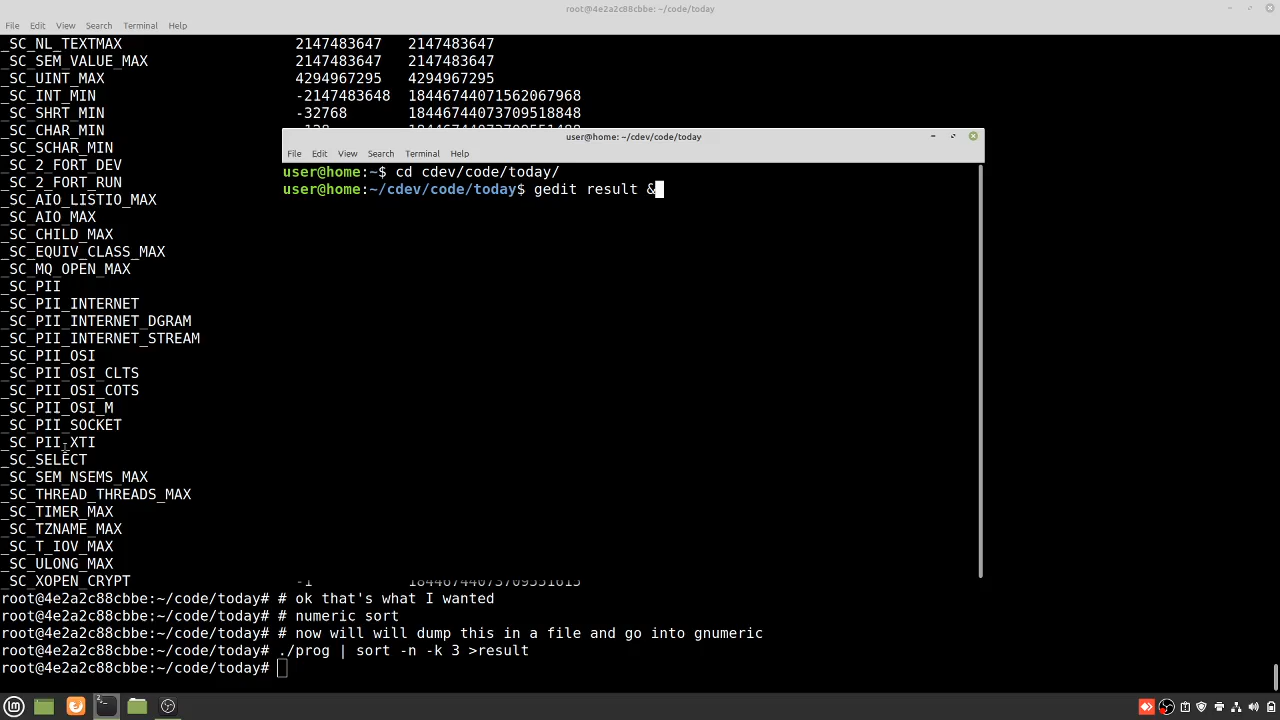 root@4e2a2c88cbbe: ~/code/today
File Edit View Search Terminal Help
_SC_NL_TEXTMAX 2147483647 2147483647
_SC_SEM_VALUE_MAX 2147483647 2147483647
_SC_UINT_MAX 4294967295 4294967295
_SC_INT_MIN -2147483648 18446744071562067968
_SC_SHRT_MIN -32768 18446744073709518848
_SC_CHAR_MIN -128 18446744073709551488
_SC_SCHAR_MIN
_SC_2_FORT_DEV
_SC_2_FORT_RUN
_SC_AIO_LISTIO_MAX
_SC_AIO_MAX
_SC_CHILD_MAX
_SC_EQUIV_CLASS_MAX
_SC_MQ_OPEN_MAX
_SC_PII
_SC_PII_INTERNET
_SC_PII_INTERNET_DGRAM
_SC_PII_INTERNET_STREAM
_SC_PII_OSI
_SC_PII_OSI_CLTS
_SC_PII_OSI_COTS
_SC_PII_OSI_M
_SC_PII_SOCKET
_SC_PII_XTI
_SC_SELECT
_SC_SEM_NSEMS_MAX
_SC_THREAD_THREADS_MAX
_SC_TIMER_MAX
_SC_TZNAME_MAX
_SC_T_IOV_MAX
_SC_ULONG_MAX
_SC_XOPEN_CRYPT -1 18446744073709551615
root@4e2a2c88cbbe:~/code/today# # ok that's what I wanted
root@4e2a2c88cbbe:~/code/today# # numeric sort
root@4e2a2c88cbbe:~/code/today# # now will will dump this in a file and go into gnumeric
root@4e2a2c88cbbe:~/code/today# ./prog | sort -n -k 3 >result
root@4e2a2c88cbbe:~/code/today#
user@home: ~/cdev/code/today
File Edit View Search Terminal Help
user@home:~$ cd cdev/code/today/
user@home:~/cdev/code/today$ gedit result &